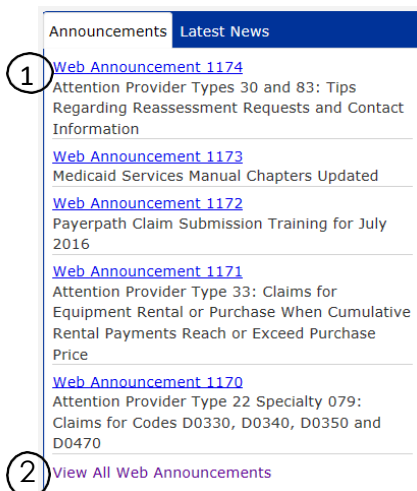 Announcements Latest News
1 Web Announcement 1174
Attention Provider Types 30 and 83: Tips
Regarding Reassessment Requests and Contact
Information
Web Announcement 1173
Medicaid Services Manual Chapters Updated
Web Announcement 1172
Payerpath Claim Submission Training for July
2016
Web Announcement 1171
Attention Provider Type 33: Claims for
Equipment Rental or Purchase When Cumulative
Rental Payments Reach or Exceed Purchase
Price
Web Announcement 1170
Attention Provider Type 22 Specialty 079:
Claims for Codes D0330, D0340, D0350 and
D0470
2 View All Web Announcements